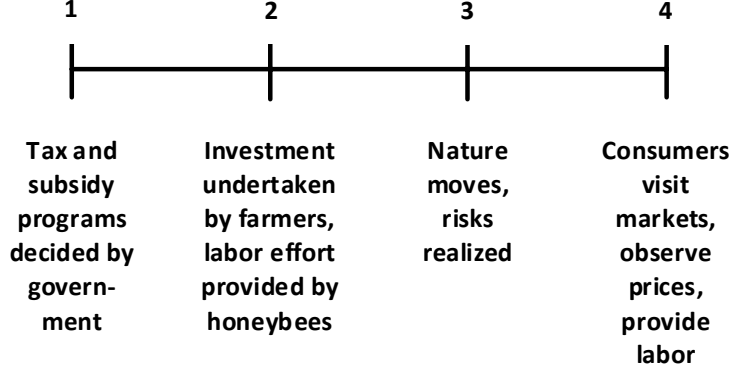 1 2 3 4
Tax and
subsidy
programs
decided by
govern-
ment
Investment
undertaken
by farmers,
labor effort
provided by
honeybees
Nature
moves,
risks
realized
Consumers
visit
markets,
observe
prices,
provide
labor